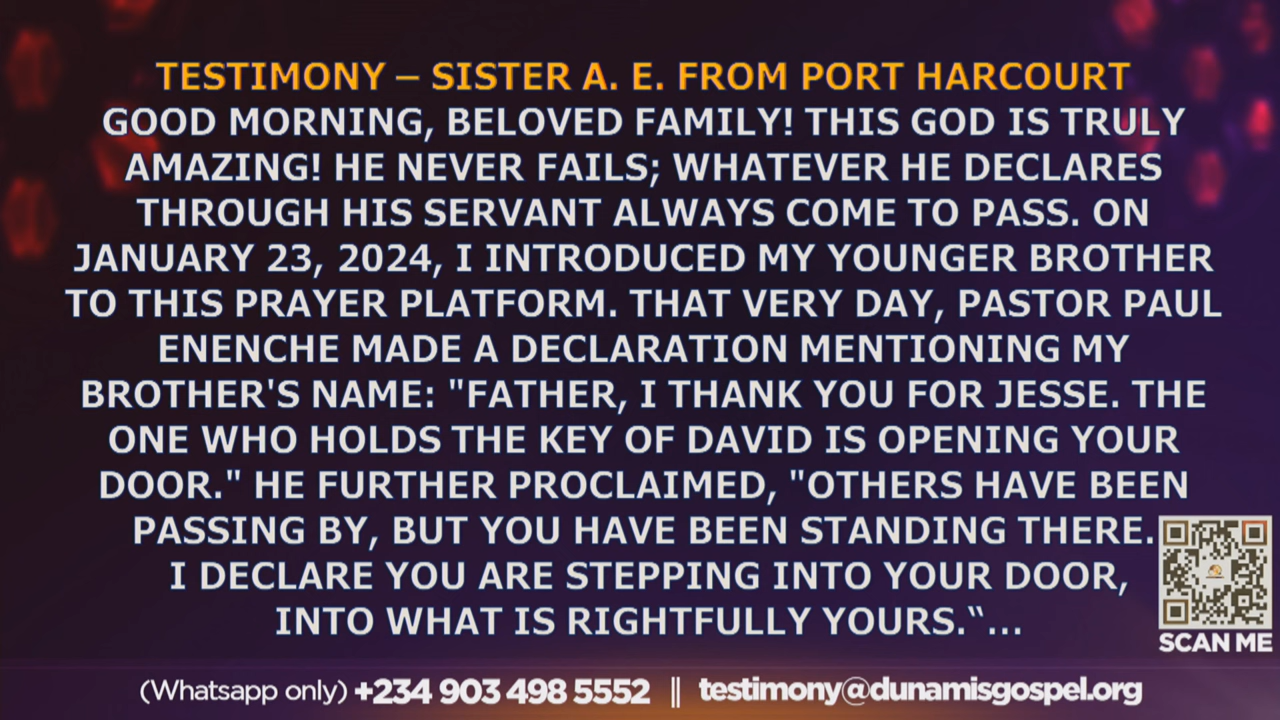 TESTIMONY – SISTER A. E. FROM PORT HARCOURT
GOOD MORNING, BELOVED FAMILY! THIS GOD IS TRULY
AMAZING! HE NEVER FAILS; WHATEVER HE DECLARES
THROUGH HIS SERVANT ALWAYS COME TO PASS. ON
JANUARY 23, 2024, I INTRODUCED MY YOUNGER BROTHER
TO THIS PRAYER PLATFORM. THAT VERY DAY, PASTOR PAUL
ENENCHE MADE A DECLARATION MENTIONING MY
BROTHER'S NAME: "FATHER, I THANK YOU FOR JESSE. THE
ONE WHO HOLDS THE KEY OF DAVID IS OPENING YOUR
DOOR." HE FURTHER PROCLAIMED, "OTHERS HAVE BEEN
PASSING BY, BUT YOU HAVE BEEN STANDING THERE.
I DECLARE YOU ARE STEPPING INTO YOUR DOOR,
INTO WHAT IS RIGHTFULLY YOURS.“...
SCAN ME
(Whatsapp only) +234 903 498 5552 || testimony@dunamisgospel.org